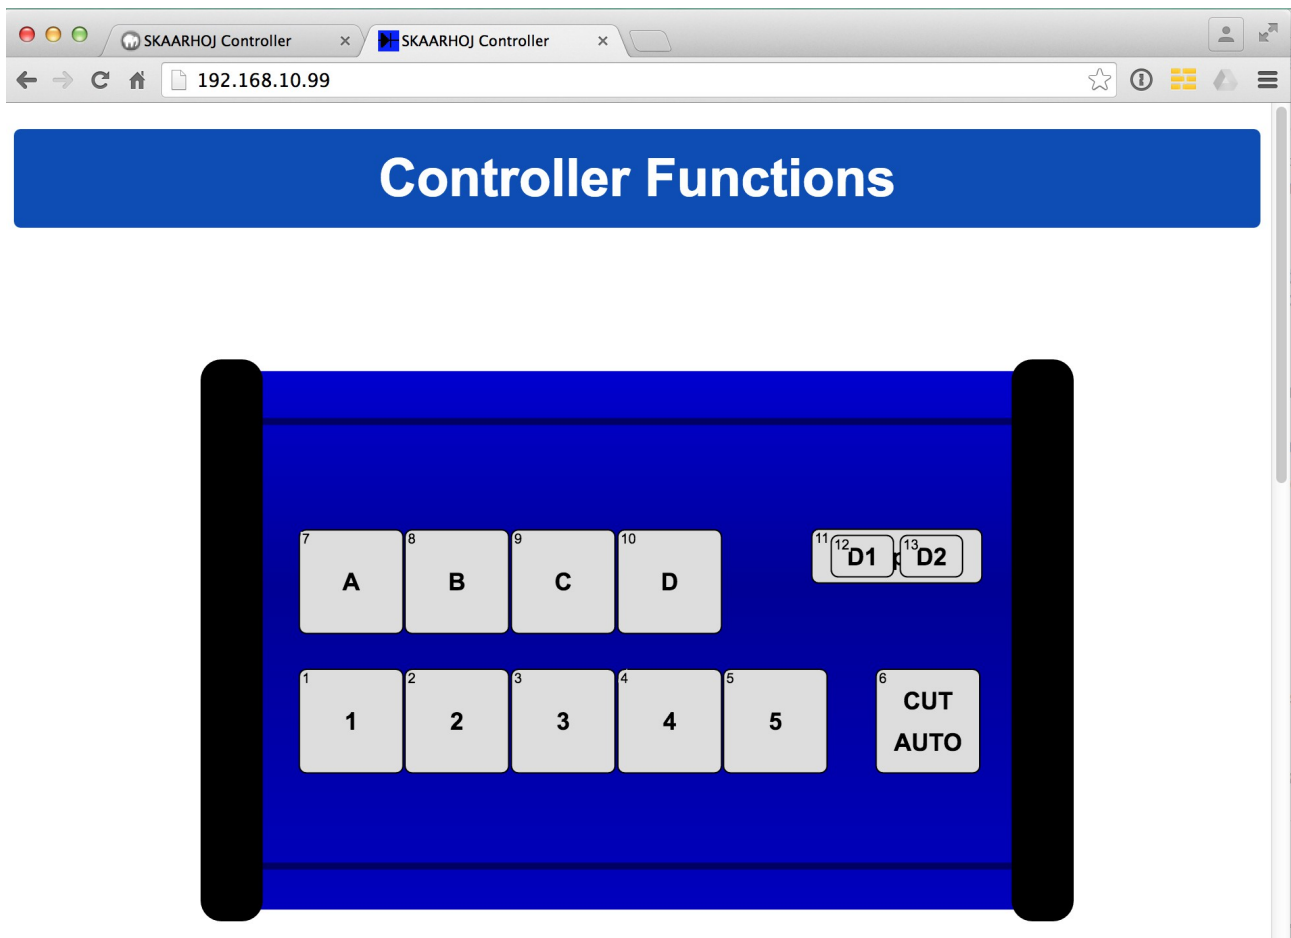 SKAARHOJ Controller
SKAARHOJ Controller
192.168.10.99
Controller Functions
7 8 9 10 11 12 13
A B C D D1 D2
1 2 3 4 5 6
1 2 3 4 5 CUT
AUTO